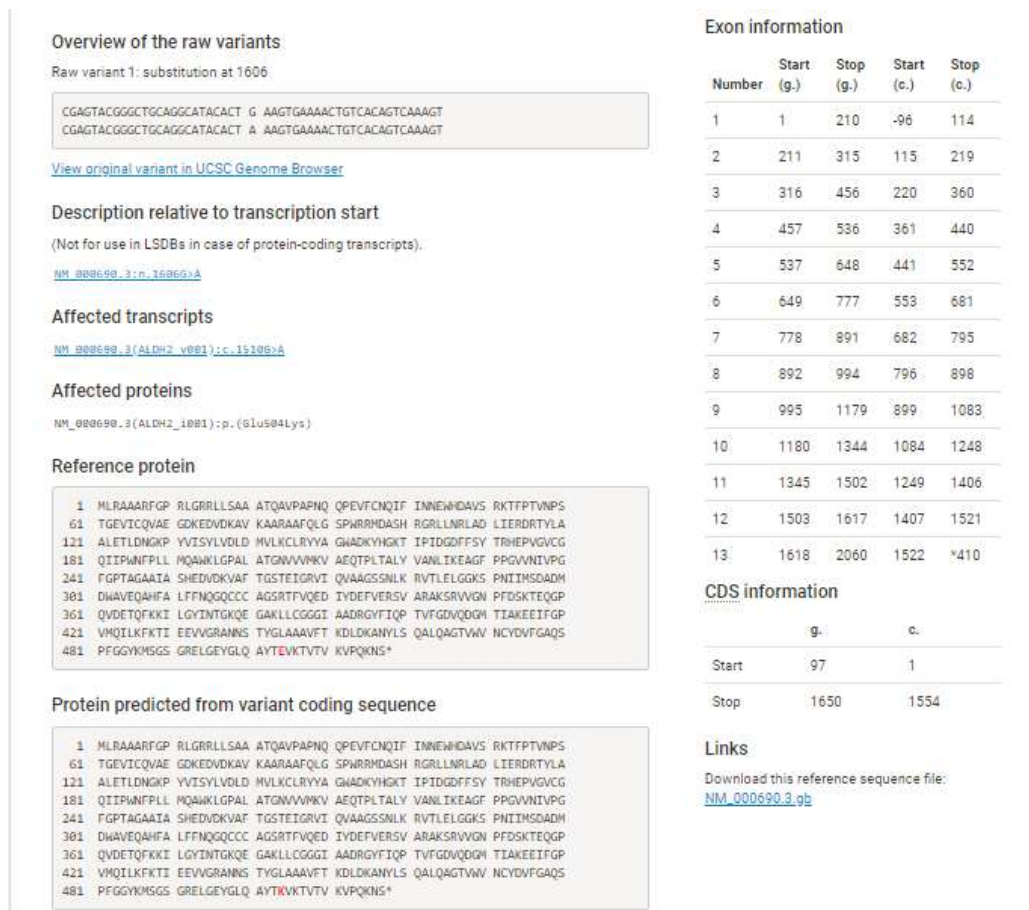 Overview of the raw variants
Raw variant 1: substitution at 1606
CGAGTACGGGCTGCAGGCATACACT G AAGTGAAAACTGTCACAGTCAAAGT
CGAGTACGGGCTGCAGGCATACACT A AAGTGAAAACTGTCACAGTCAAAGT
View original variant in UCSC Genome Browser
Description relative to transcription start
(Not for use in LSDBs in case of protein-coding transcripts).
NM_000690.3:n.1606G>A
Affected transcripts
NM_000690.3(ALDH2_v001):c.1510G>A
Affected proteins
NM_000690.3(ALDH2_i001):p.(Glu504Lys)
Reference protein
1 MLRAAARFGP RLGRRLLSAA ATQAVPAPNQ QPEVFCNQIF INNEWHDAVS RKTFPTVNPS
61 TGEVICQVAE GDKEDVDKAV KAARAAFQLG SPWRRMDASH RGRLLNRLAD LIERDRTYLA
121 ALETLDNGKP YVISYLVDLD MVLKCLRYYA GWADKYHGKT IPIDGDFFSY TRHEPVGVCG
181 QIIPWNFPLL MQAWKLGPAL ATGNVVVMKV AEQTPLTALY VANLIKEAGF PPGVVNIVPG
241 FGPTAGAAIA SHEDVDKVAF TGSTEIGRVI QVAAGSSNLK RVTLELGGKS PNIIMSDADM
301 DWAVEQAHFA LFFNQGQCCC AGSRTFVQED IYDEFVERSV ARAKSRVVGN PFDSKTEQGP
361 QVDETQFKKI LGYINTGKQE GAKLLCGGGI AADRGYFIQP TVFGDVQDGM TIAKEEIFGP
421 VMQILKFKTI EEVVGRANNS TYGLAAAVFT KDLDKANYLS QALQAGTVWV NCYDVFGAQS
481 PFGGYKMSGS GRELGEYGLQ AYTEVKTVTV KVPQKNS*
Protein predicted from variant coding sequence
1 MLRAAARFGP RLGRRLLSAA ATQAVPAPNQ QPEVFCNQIF INNEWHDAVS RKTFPTVNPS
61 TGEVICQVAE GDKEDVDKAV KAARAAFQLG SPWRRMDASH RGRLLNRLAD LIERDRTYLA
121 ALETLDNGKP YVISYLVDLD MVLKCLRYYA GWADKYHGKT IPIDGDFFSY TRHEPVGVCG
181 QIIPWNFPLL MQAWKLGPAL ATGNVVVMKV AEQTPLTALY VANLIKEAGF PPGVVNIVPG
241 FGPTAGAAIA SHEDVDKVAF TGSTEIGRVI QVAAGSSNLK RVTLELGGKS PNIIMSDADM
301 DWAVEQAHFA LFFNQGQCCC AGSRTFVQED IYDEFVERSV ARAKSRVVGN PFDSKTEQGP
361 QVDETQFKKI LGYINTGKQE GAKLLCGGGI AADRGYFIQP TVFGDVQDGM TIAKEEIFGP
421 VMQILKFKTI EEVVGRANNS TYGLAAAVFT KDLDKANYLS QALQAGTVWV NCYDVFGAQS
481 PFGGYKMSGS GRELGEYGLQ AYTKVKTVTV KVPQKNS*
Exon information
Number Start (g.) Stop (g.) Start (c.) Stop (c.)
1 1 210 -96 114
2 211 315 115 219
3 316 456 220 360
4 457 536 361 440
5 537 648 441 552
6 649 777 553 681
7 778 891 682 795
8 892 994 796 898
9 995 1179 899 1083
10 1180 1344 1084 1248
11 1345 1502 1249 1406
12 1503 1617 1407 1521
13 1618 2060 1522 *410
CDS information
g. c.
Start 97 1
Stop 1650 1554
Links
Download this reference sequence file:
NM_000690.3.gb